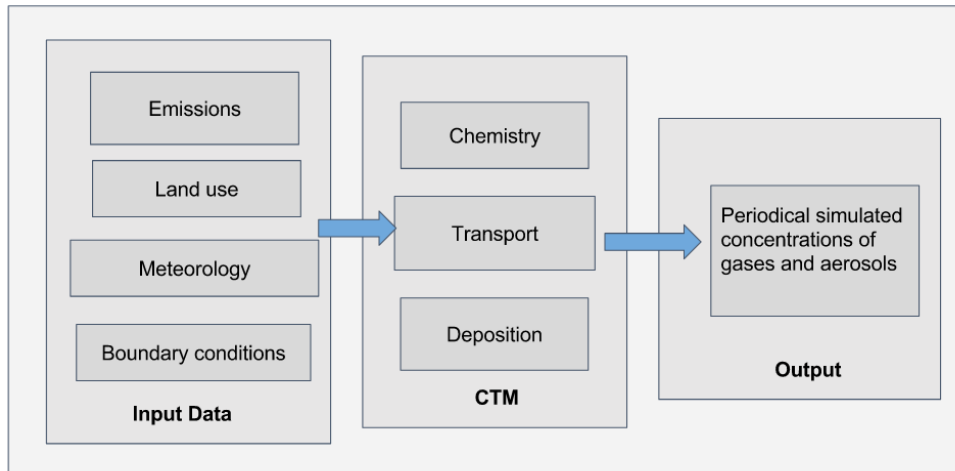 Emissions
Land use
Meteorology
Boundary conditions
Input Data
Chemistry
Transport
Deposition
CTM
Periodical simulated
concentrations of
gases and aerosols
Output